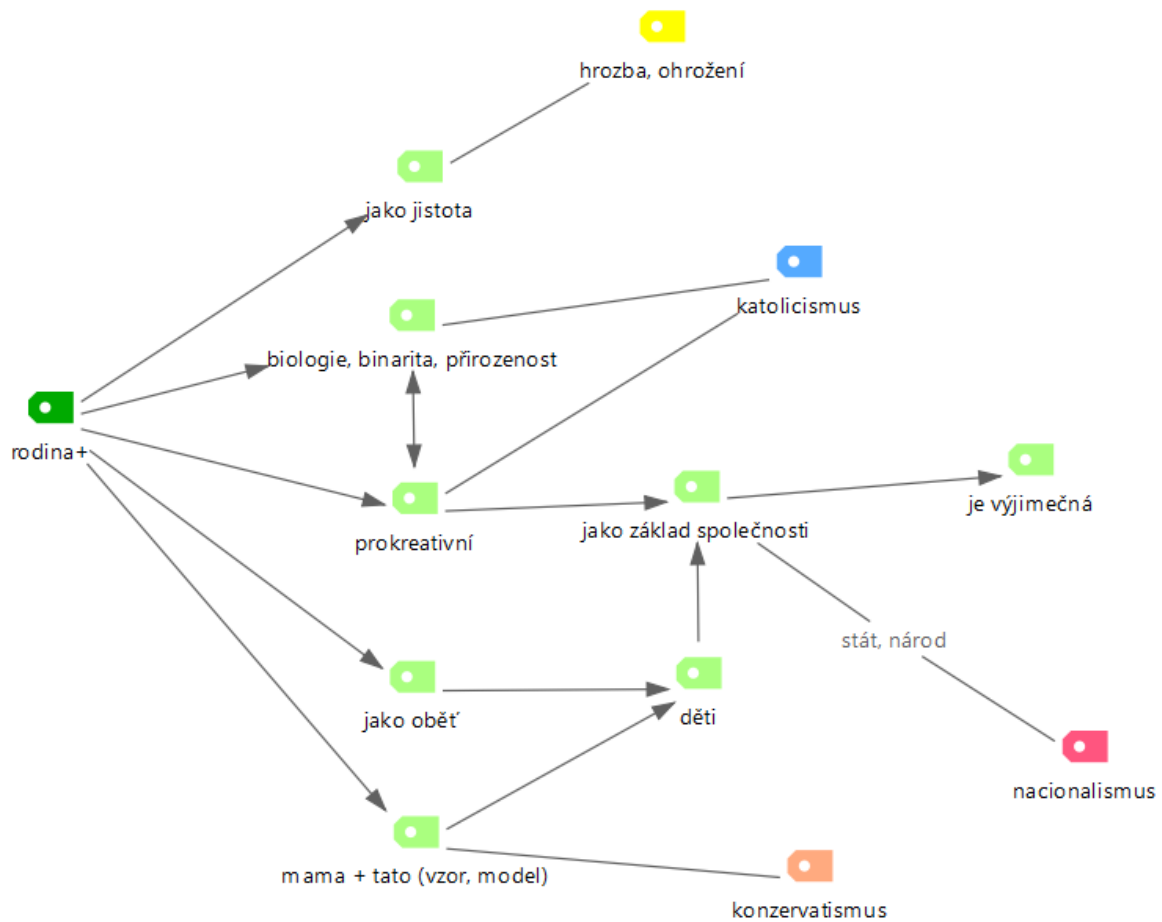 hrozba, ohrožení
jako jistota
katolicismus
biologie, binarita, přirozenost
rodina+
je výjimečná
jako základ společnosti
prokreativní
stát, národ
jako oběť
děti
nacionalismus
mama + tato (vzor, model)
konzervatismus